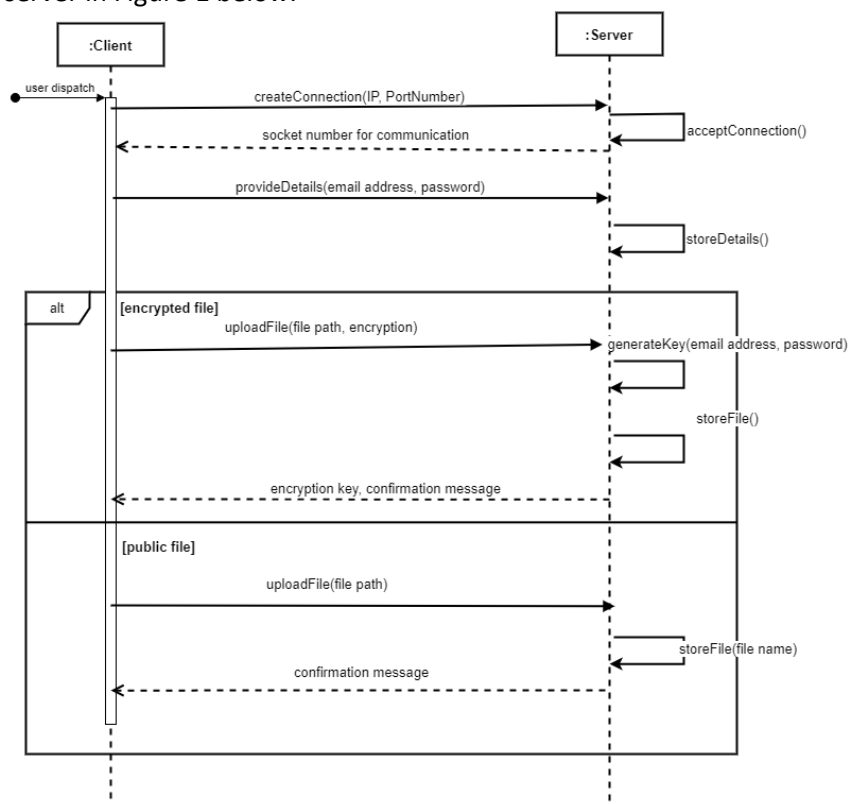 server in Figure 1 below.
:Client
:Server
user dispatch
createConnection(IP, PortNumber)
acceptConnection()
socket number for communication
provideDetails(email address, password)
storeDetails()
alt
[encrypted file]
uploadFile(file path, encryption)
generateKey(email address, password)
storeFile()
encryption key, confirmation message
[public file]
uploadFile(file path)
storeFile(file name)
confirmation message